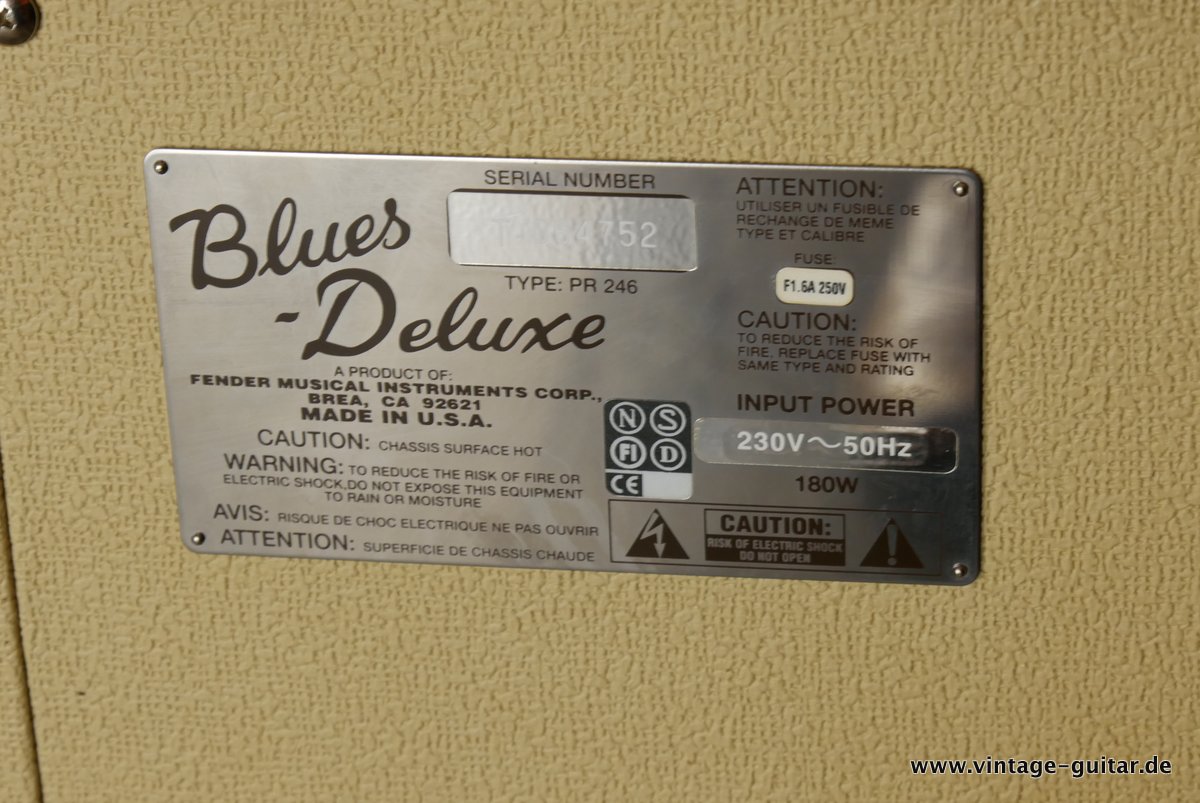 Blues
-Deluxe
A PRODUCT OF:
FENDER MUSICAL INSTRUMENTS CORP.,
BREA, CA 92621
MADE IN U.S.A.
CAUTION: CHASSIS SURFACE HOT
WARNING: TO REDUCE THE RISK OF FIRE OR
ELECTRIC SHOCK,DO NOT EXPOSE THIS EQUIPMENT
TO RAIN OR MOISTURE
AVIS: RISQUE DE CHOC ELECTRIQUE NE PAS OUVRIR
ATTENTION: SUPERFICIE DE CHASSIS CHAUDE
SERIAL NUMBER
4752
TYPE: PR 246
ATTENTION:
UTILISER UN FUSIBLE DE
RECHANGE DE MEME
TYPE ET CALIBRE
FUSE:
F1.6A 250V
CAUTION:
TO REDUCE THE RISK OF
FIRE, REPLACE FUSE WITH
SAME TYPE AND RATING
INPUT POWER
230V~50Hz
180W
N S
FI D
CE
CAUTION:
RISK OF ELECTRIC SHOCK
DO NOT OPEN
www.vintage-guitar.de